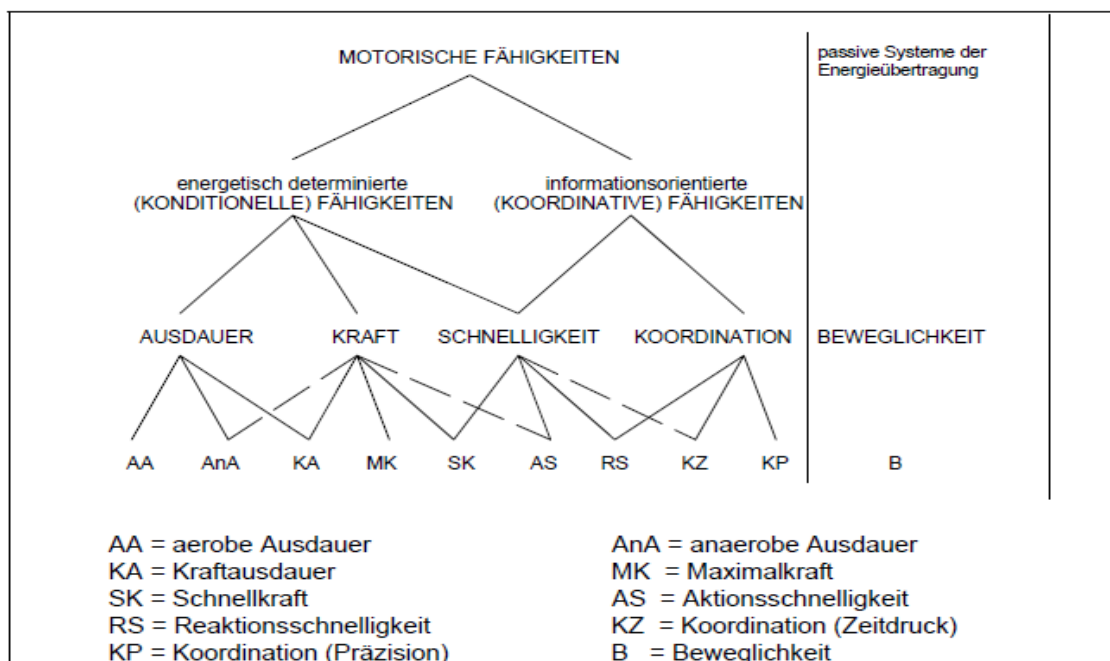 MOTORISCHE FÄHIGKEITEN
passive Systeme der
Energieübertragung
energetisch determinierte
(KONDITIONELLE) FÄHIGKEITEN
informationsorientierte
(KOORDINATIVE) FÄHIGKEITEN
AUSDAUER KRAFT SCHNELLIGKEIT KOORDINATION BEWEGLICHKEIT
AA AnA KA MK SK AS RS KZ KP B
AA = aerobe Ausdauer AnA = anaerobe Ausdauer
KA = Kraftausdauer MK = Maximalkraft
SK = Schnellkraft AS = Aktionsschnelligkeit
RS = Reaktionsschnelligkeit KZ = Koordination (Zeitdruck)
KP = Koordination (Präzision) B = Beweglichkeit